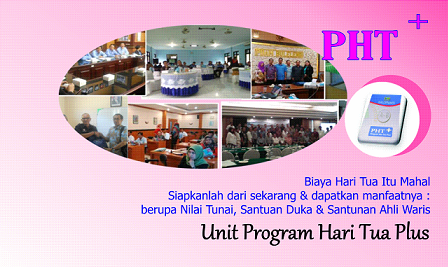 PHT +
PHT +
Biaya Hari Tua Itu Mahal
Siapkanlah dari sekarang & dapatkan manfaatnya :
berupa Nilai Tunai, Santuan Duka & Santunan Ahli Waris
Unit Program Hari Tua Plus